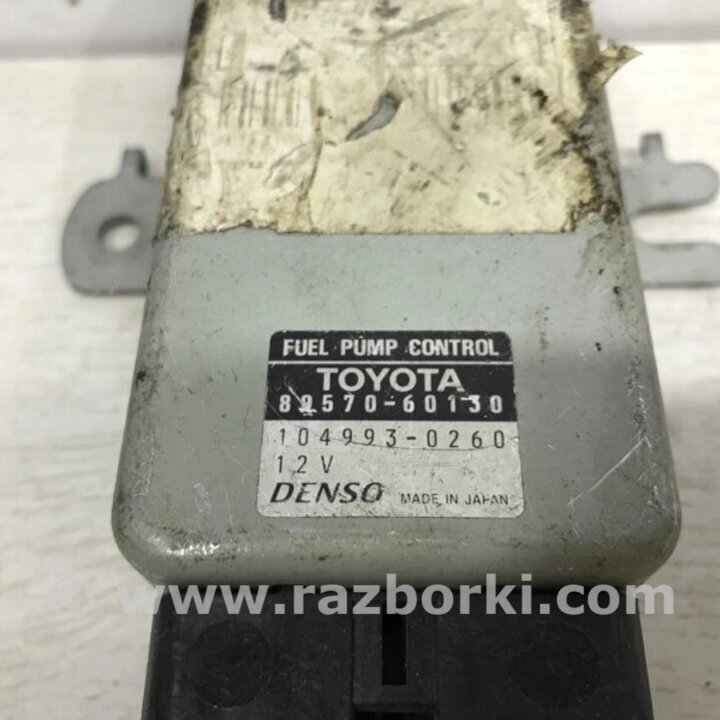 FUEL PUMP CONTROL
TOYOTA
89570-60130
104993-0260
12V
DENSO MADE IN JAPAN
© www.razborki.com